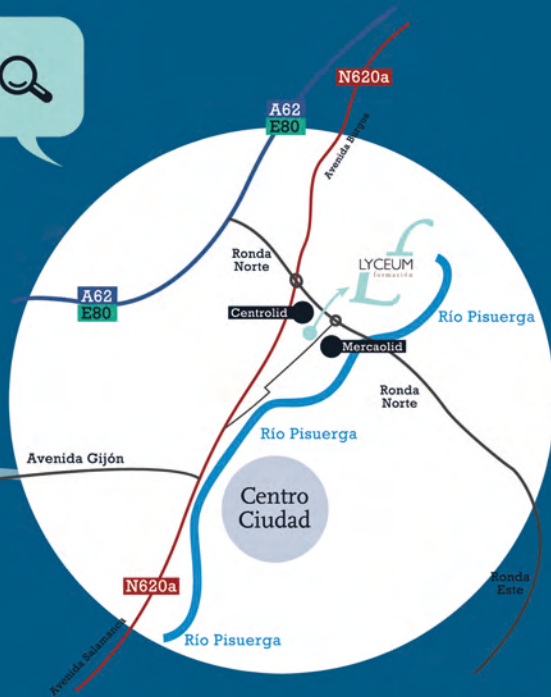 N620a
A62
E80
Avenida Burgos
Ronda
Norte
LYCEUM
formación
A62
E80
Centrolid
Río Pisuerga
Mercaolid
Ronda
Norte
Río Pisuerga
Avenida Gijón
Centro
Ciudad
N620a
Ronda
Este
Avenida Salamanca
Río Pisuerga